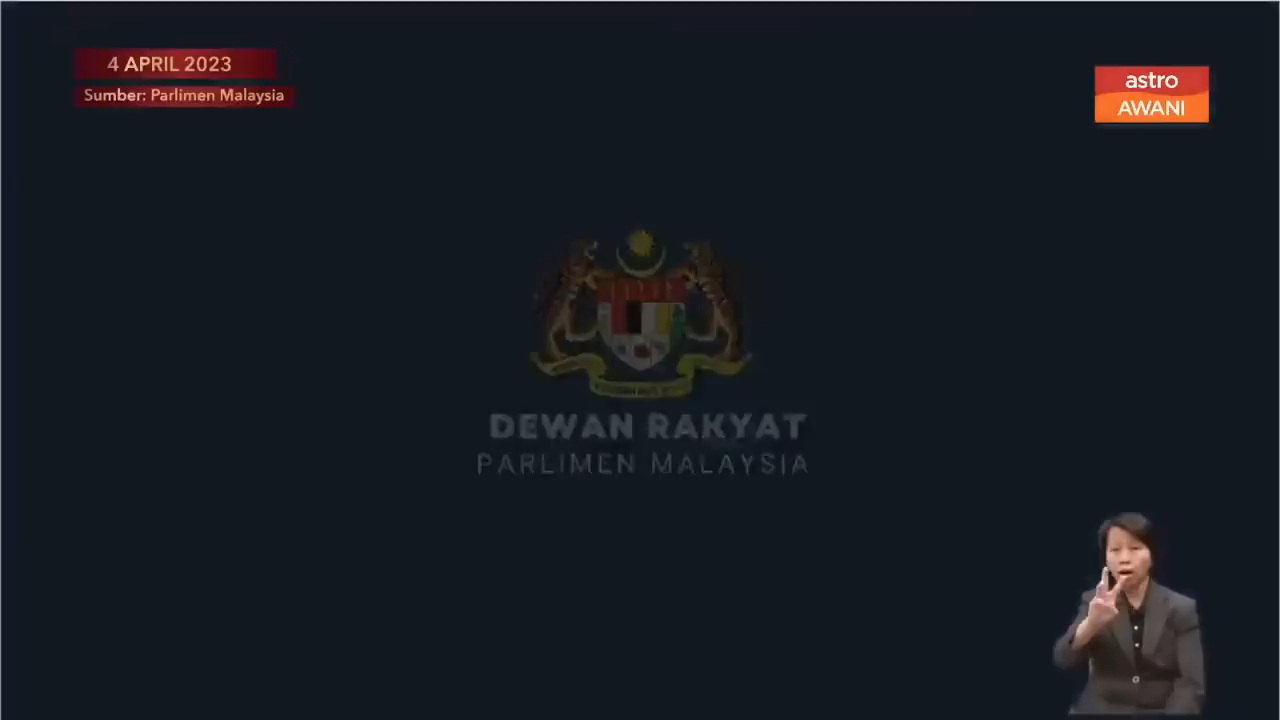 4 APRIL 2023
Sumber: Parlimen Malaysia
astro
AWANI
DEWAN RAKYAT
PARLIMEN MALAYSIA